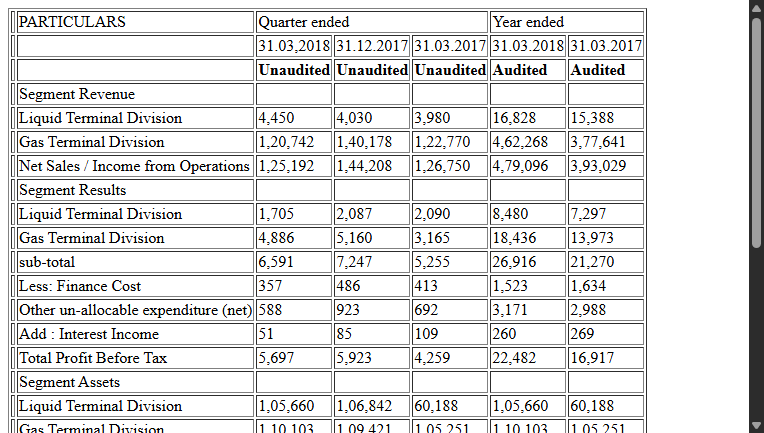 PARTICULARS Quarter ended Year ended
31.03,2018 31.12.2017 31.03.2017 31.03.2018 31.03.2017
Unaudited Unaudited Unaudited Audited Audited
Segment Revenue
Liquid Terminal Division 4,450 4,030 3,980 16,828 15,388
Gas Terminal Division 1,20,742 1,40,178 1,22,770 4,62,268 3,77,641
Net Sales / Income from Operations 1,25,192 1,44,208 1,26,750 4,79,096 3,93,029
Segment Results
Liquid Terminal Division 1,705 2,087 2,090 8,480 7,297
Gas Terminal Division 4,886 5,160 3,165 18,436 13,973
sub-total 6,591 7,247 5,255 26,916 21,270
Less: Finance Cost 357 486 413 1,523 1,634
Other un-allocable expenditure (net) 588 923 692 3,171 2,988
Add : Interest Income 51 85 109 260 269
Total Profit Before Tax 5,697 5,923 4,259 22,482 16,917
Segment Assets
Liquid Terminal Division 1,05,660 1,06,842 60,188 1,05,660 60,188
Gas Terminal Division 1,10,103 1,09,421 1,05,251 1,10,103 1,05,251